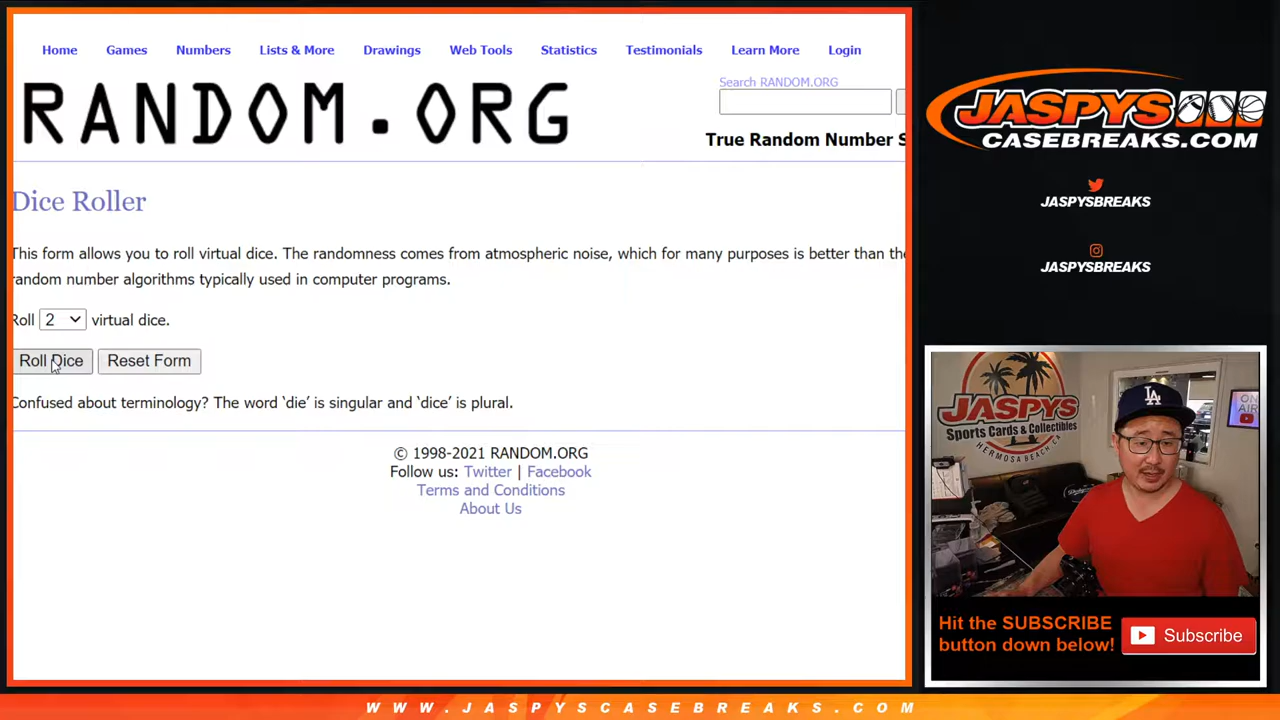 Home Games Numbers Lists & More Drawings Web Tools Statistics Testimonials Learn More Login
RANDOM.ORG
Search RANDOM.ORG
True Random Number S
Dice Roller
This form allows you to roll virtual dice. The randomness comes from atmospheric noise, which for many purposes is better than the
random number algorithms typically used in computer programs.
Roll 2 virtual dice.
Roll Dice Reset Form
Confused about terminology? The word ‘die’ is singular and ‘dice’ is plural.
© 1998-2021 RANDOM.ORG
Follow us: Twitter | Facebook
Terms and Conditions
About Us
JASPYS
CASEBREAKS.COM
JASPYSBREAKS
JASPYSBREAKS
JASPYS
Sports Cards & Collectibles
HERMOSA BEACH, CA
LA
ON
AIR
Hit the SUBSCRIBE
button down below!
Subscribe
WWW.JASPYSCASEBREAKS.COM